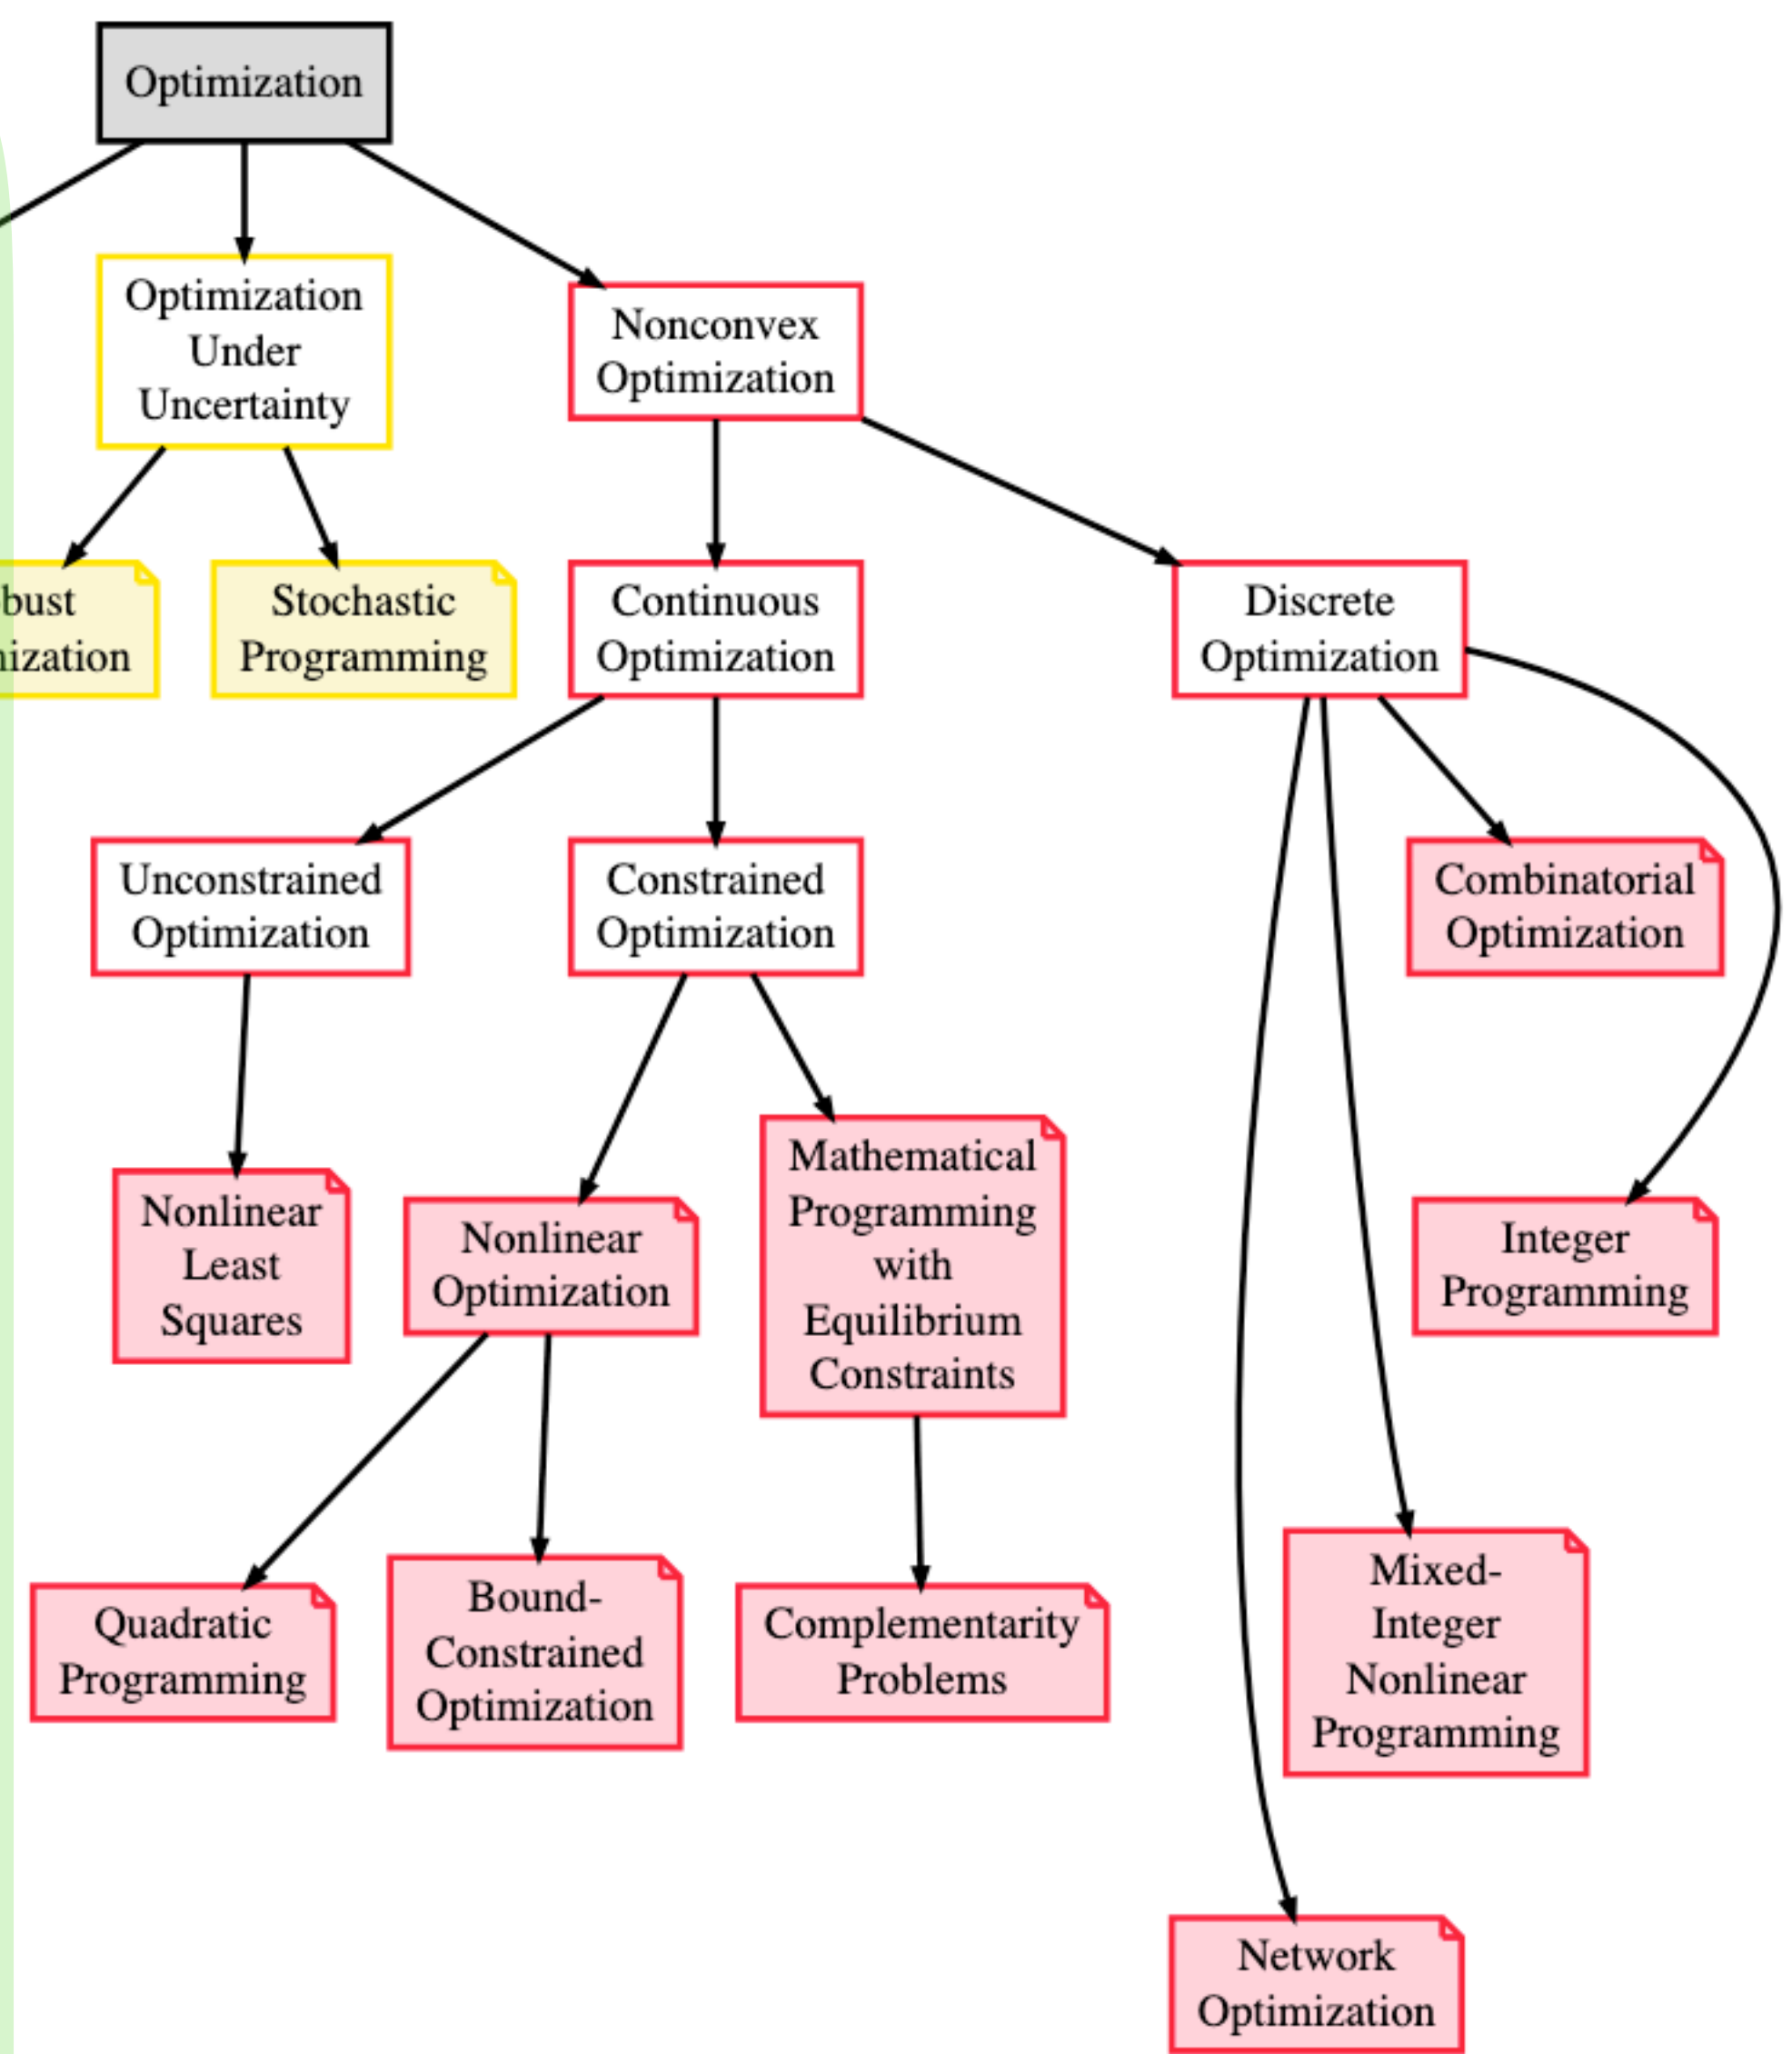 Optimization
Optimization
Under
Uncertainty
Nonconvex
Optimization
bust
ization
Stochastic
Programming
Continuous
Optimization
Discrete
Optimization
Unconstrained
Optimization
Constrained
Optimization
Combinatorial
Optimization
Nonlinear
Least
Squares
Nonlinear
Optimization
Mathematical
Programming
with
Equilibrium
Constraints
Integer
Programming
Quadratic
Programming
Bound-
Constrained
Optimization
Complementarity
Problems
Mixed-
Integer
Nonlinear
Programming
Network
Optimization